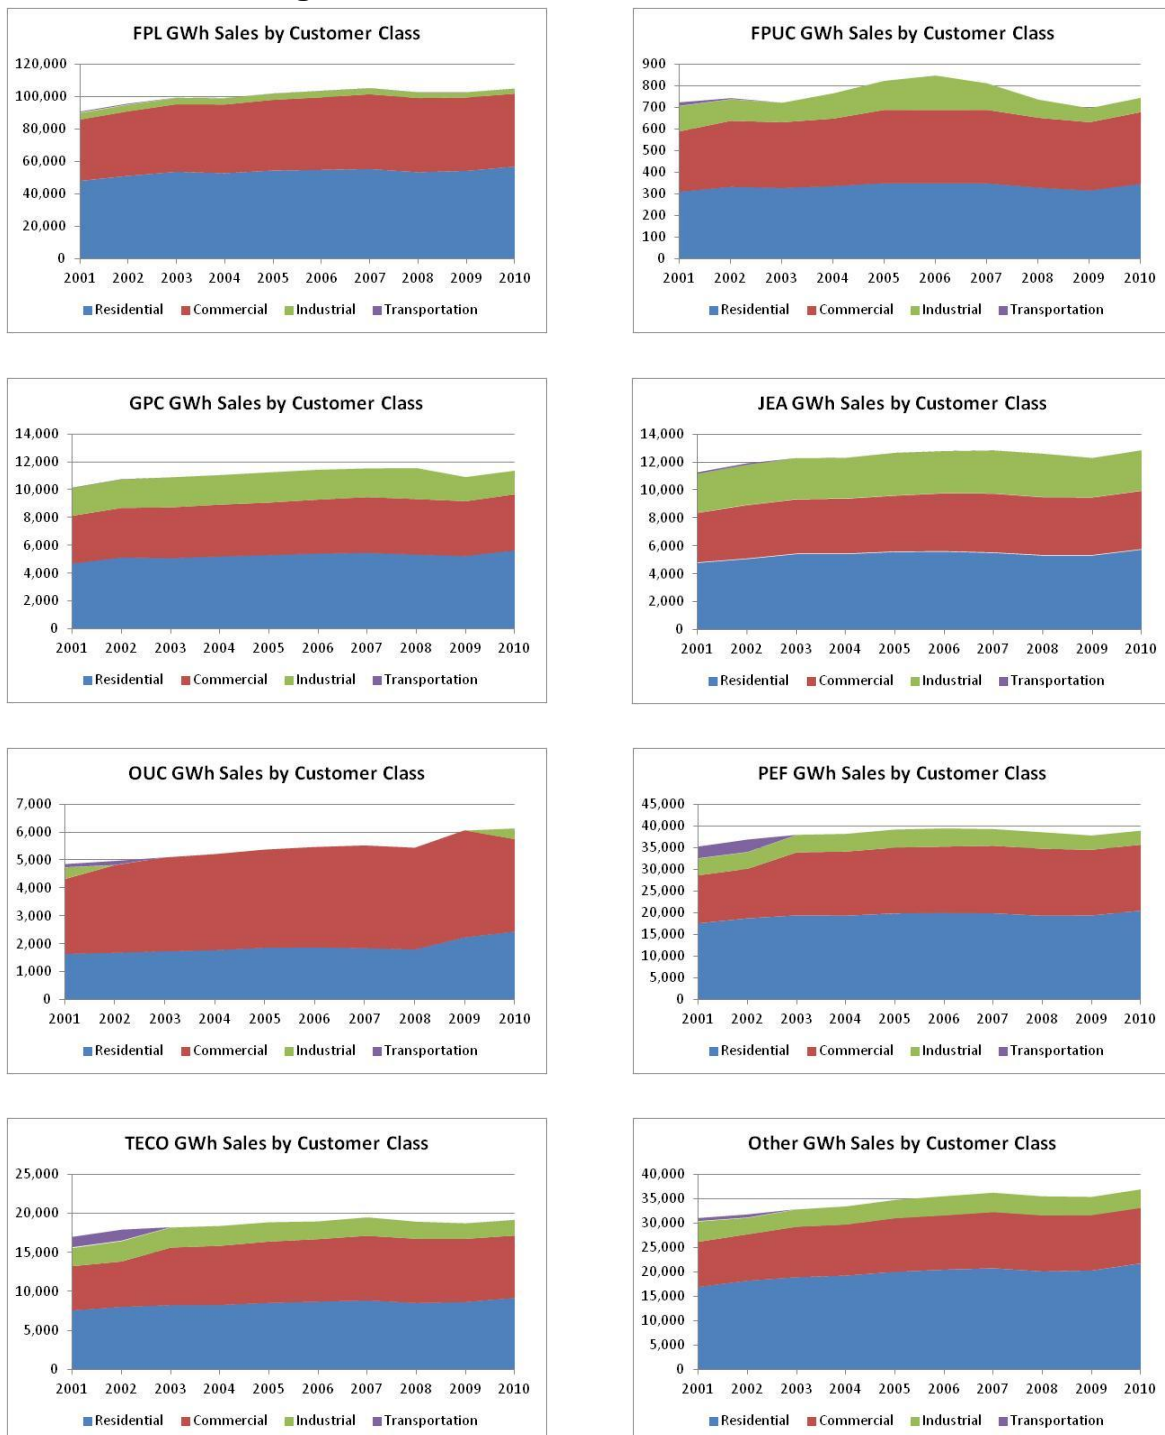 FPL GWh Sales by Customer Class
120,000
100,000
80,000
60,000
40,000
20,000
0
2001 2002 2003 2004 2005 2006 2007 2008 2009 2010
Residential Commercial Industrial Transportation
FPUC GWh Sales by Customer Class
900
800
700
600
500
400
300
200
100
0
2001 2002 2003 2004 2005 2006 2007 2008 2009 2010
Residential Commercial Industrial Transportation
GPC GWh Sales by Customer Class
14,000
12,000
10,000
8,000
6,000
4,000
2,000
0
2001 2002 2003 2004 2005 2006 2007 2008 2009 2010
Residential Commercial Industrial Transportation
JEA GWh Sales by Customer Class
14,000
12,000
10,000
8,000
6,000
4,000
2,000
0
2001 2002 2003 2004 2005 2006 2007 2008 2009 2010
Residential Commercial Industrial Transportation
OUC GWh Sales by Customer Class
7,000
6,000
5,000
4,000
3,000
2,000
1,000
0
2001 2002 2003 2004 2005 2006 2007 2008 2009 2010
Residential Commercial Industrial Transportation
PEF GWh Sales by Customer Class
45,000
40,000
35,000
30,000
25,000
20,000
15,000
10,000
5,000
0
2001 2002 2003 2004 2005 2006 2007 2008 2009 2010
Residential Commercial Industrial Transportation
TECO GWh Sales by Customer Class
25,000
20,000
15,000
10,000
5,000
0
2001 2002 2003 2004 2005 2006 2007 2008 2009 2010
Residential Commercial Industrial Transportation
Other GWh Sales by Customer Class
40,000
35,000
30,000
25,000
20,000
15,000
10,000
5,000
0
2001 2002 2003 2004 2005 2006 2007 2008 2009 2010
Residential Commercial Industrial Transportation